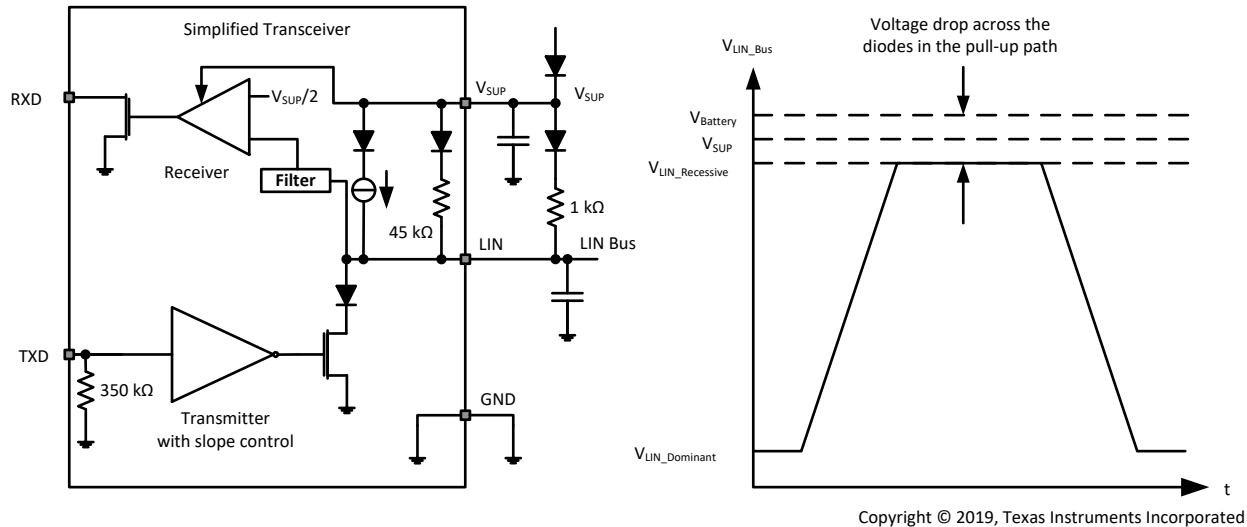 Simplified Transceiver
RXD
VSUP/2
Receiver
Filter
VSUP
VSUP
45 kΩ
1 kΩ
LIN
LIN Bus
TXD
350 kΩ
Transmitter
with slope control
GND
Voltage drop across the
diodes in the pull-up path
VLIN_Bus
VBattery
VSUP
VLIN_Recessive
VLIN_Dominant
t
Copyright © 2019, Texas Instruments Incorporated